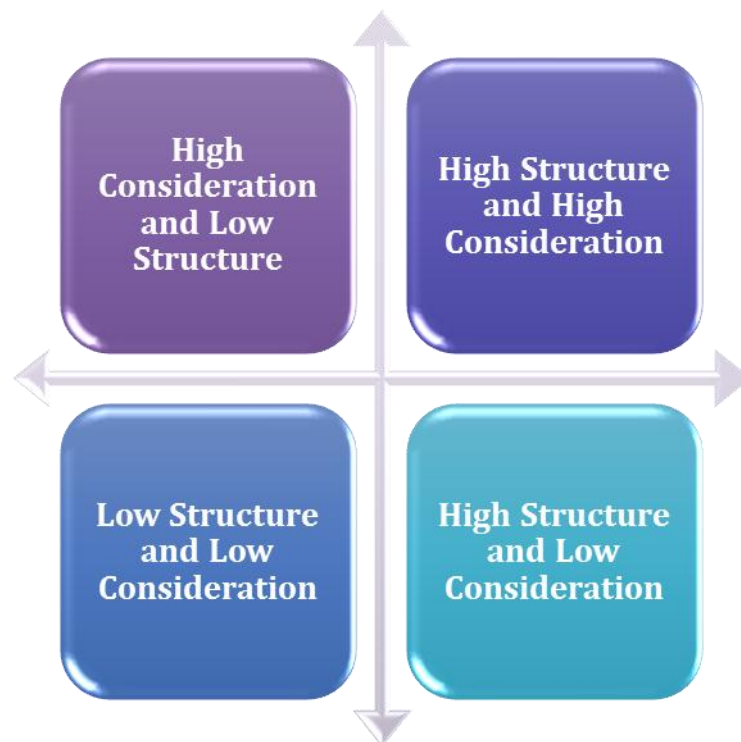 High
Consideration
and Low
Structure
High Structure
and High
Consideration
Low Structure
and Low
Consideration
High Structure
and Low
Consideration